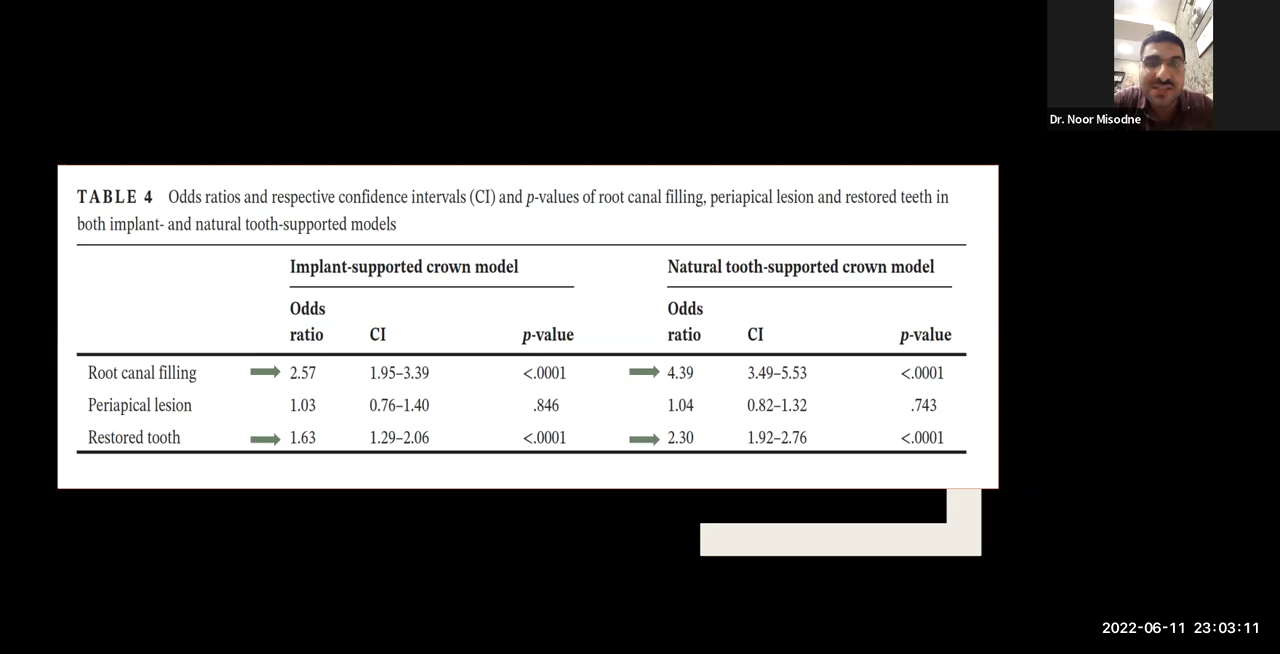 Dr. Noor Misodne
TABLE 4 Odds ratios and respective confidence intervals (CI) and p-values of root canal filling, periapical lesion and restored teeth in
both implant- and natural tooth-supported models
Implant-supported crown model Natural tooth-supported crown model
Odds Odds
ratio CI p-value ratio CI p-value
Root canal filling 2.57 1.95–3.39 <.0001 4.39 3.49–5.53 <.0001
Periapical lesion 1.03 0.76–1.40 .846 1.04 0.82–1.32 .743
Restored tooth 1.63 1.29–2.06 <.0001 2.30 1.92–2.76 <.0001
2022-06-11 23:03:11